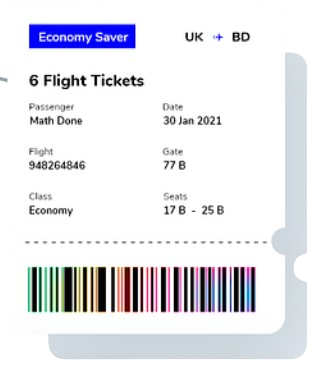 Economy Saver
UK BD
6 Flight Tickets
Passenger Date
Math Done 30 Jan 2021
Flight Gate
948264846 77 B
Class Seats
Economy 17 B - 25 B